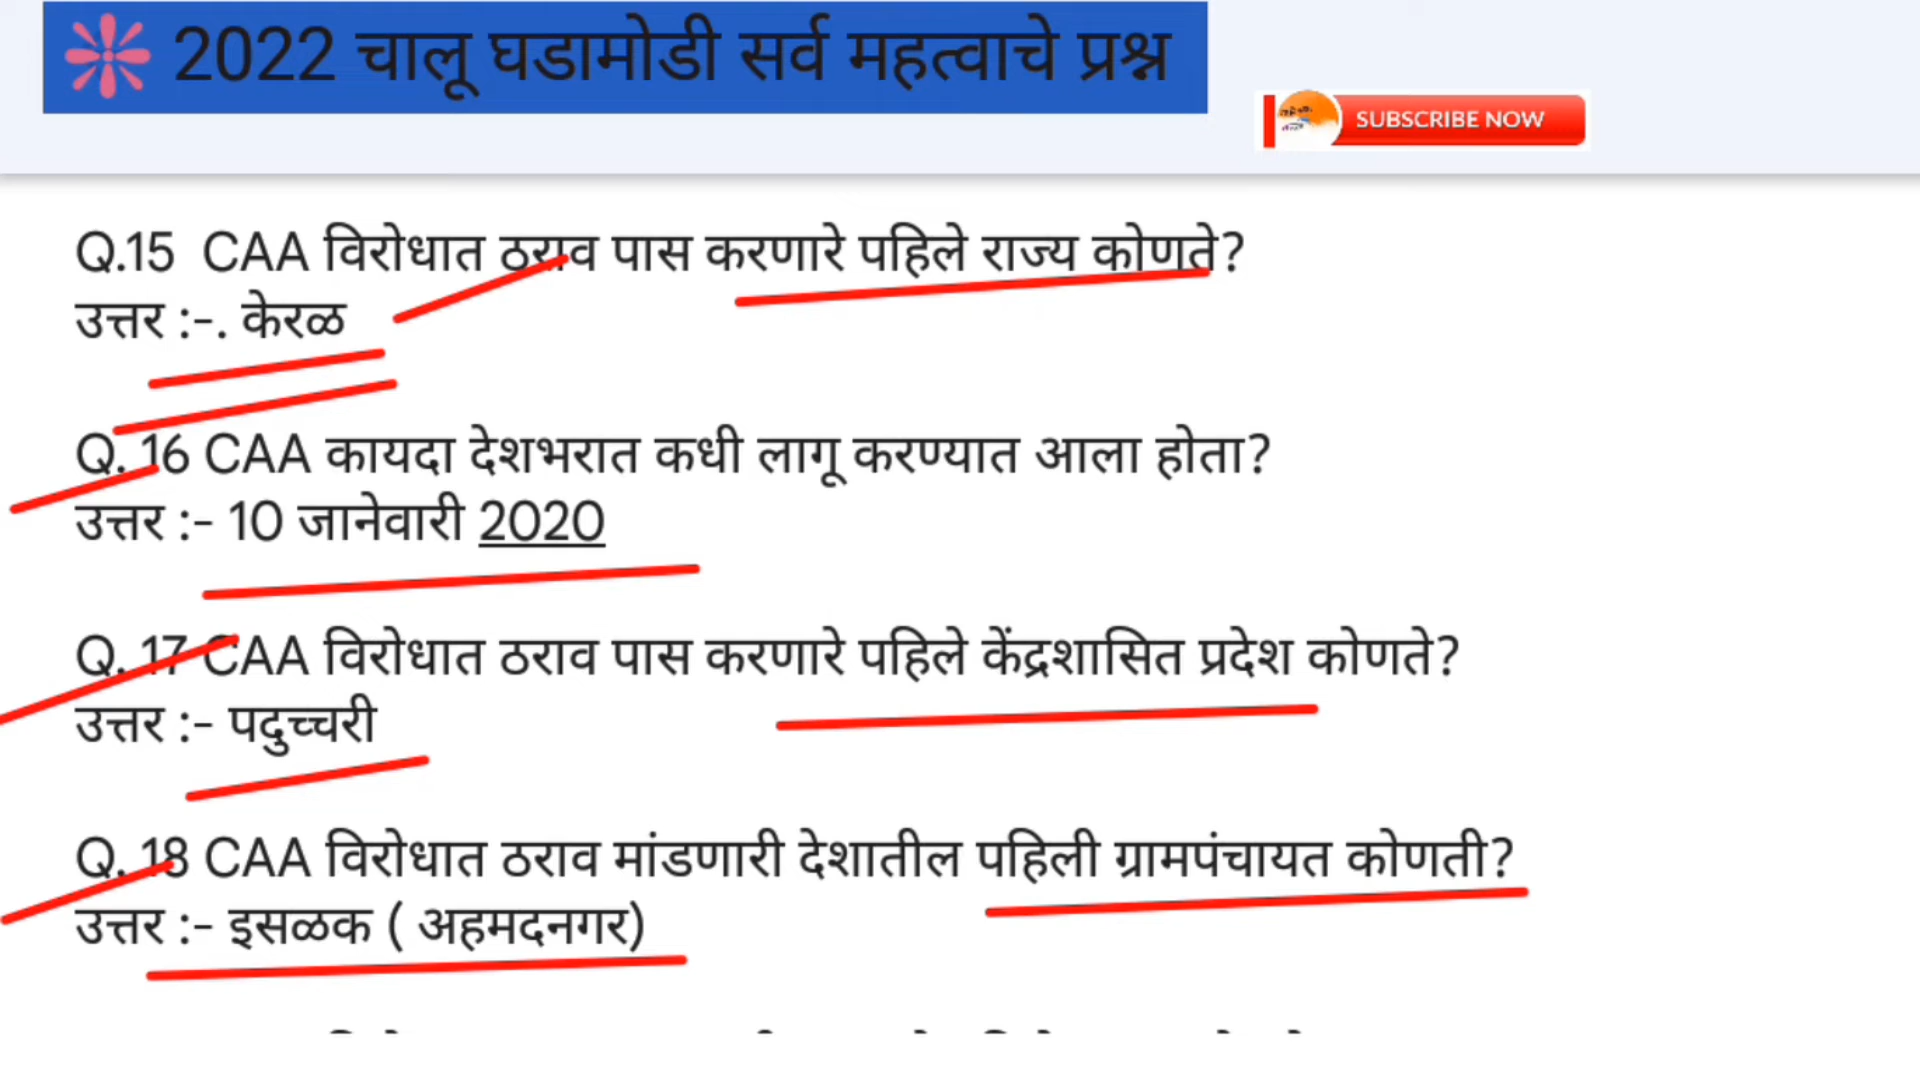 2022 चालू घडामोडी सर्व महत्वाचे प्रश्न
SUBSCRIBE NOW
Q.15 CAA विरोधात ठराव पास करणारे पहिले राज्य कोणते?
उत्तर :-. केरळ
Q. 16 CAA कायदा देशभरात कधी लागू करण्यात आला होता?
उत्तर :- 10 जानेवारी 2020
Q. 17 CAA विरोधात ठराव पास करणारे पहिले केंद्रशासित प्रदेश कोणते?
उत्तर :- पदुच्चरी
Q. 18 CAA विरोधात ठराव मांडणारी देशातील पहिली ग्रामपंचायत कोणती?
उत्तर :- इसळक ( अहमदनगर)